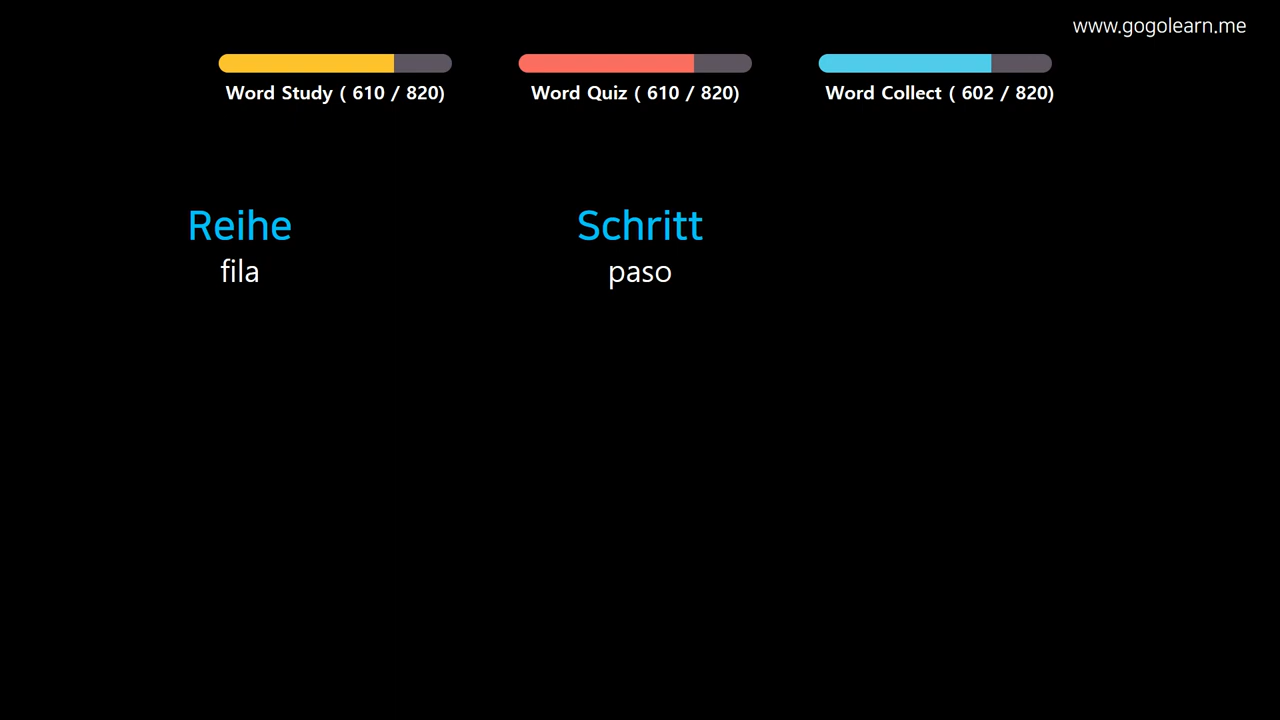 www.gogolearn.me
Word Study ( 610 / 820)
Word Quiz ( 610 / 820)
Word Collect ( 602 / 820)
Reihe
fila
Schritt
paso